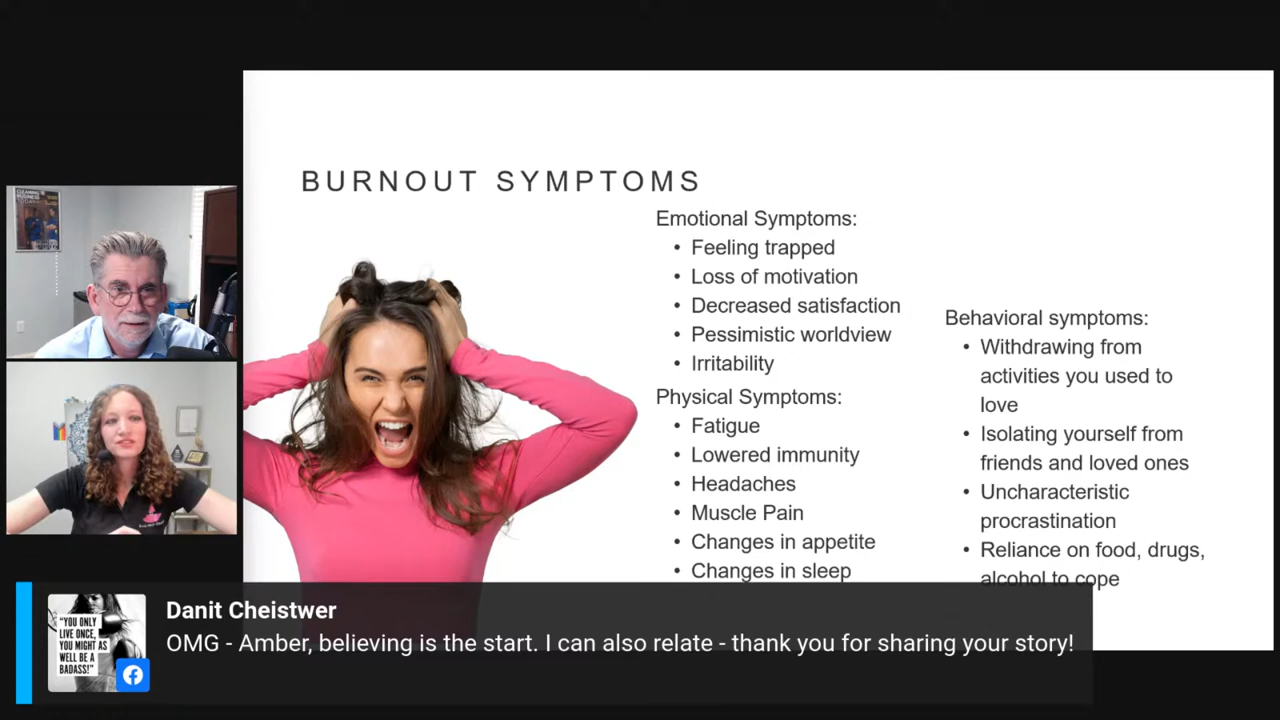 CLEANING
BUSINESS
TODAY
BURNOUT SYMPTOMS
Emotional Symptoms:
• Feeling trapped
• Loss of motivation
• Decreased satisfaction
• Pessimistic worldview
• Irritability
Physical Symptoms:
• Fatigue
• Lowered immunity
• Headaches
• Muscle Pain
• Changes in appetite
• Changes in sleep
Behavioral symptoms:
• Withdrawing from
activities you used to
love
• Isolating yourself from
friends and loved ones
• Uncharacteristic
procrastination
• Reliance on food, drugs,
alcohol to cope
"YOU ONLY
LIVE ONCE,
YOU MIGHT AS
WELL BE A
BADASS!"
Danit Cheistwer
OMG - Amber, believing is the start. I can also relate - thank you for sharing your story!